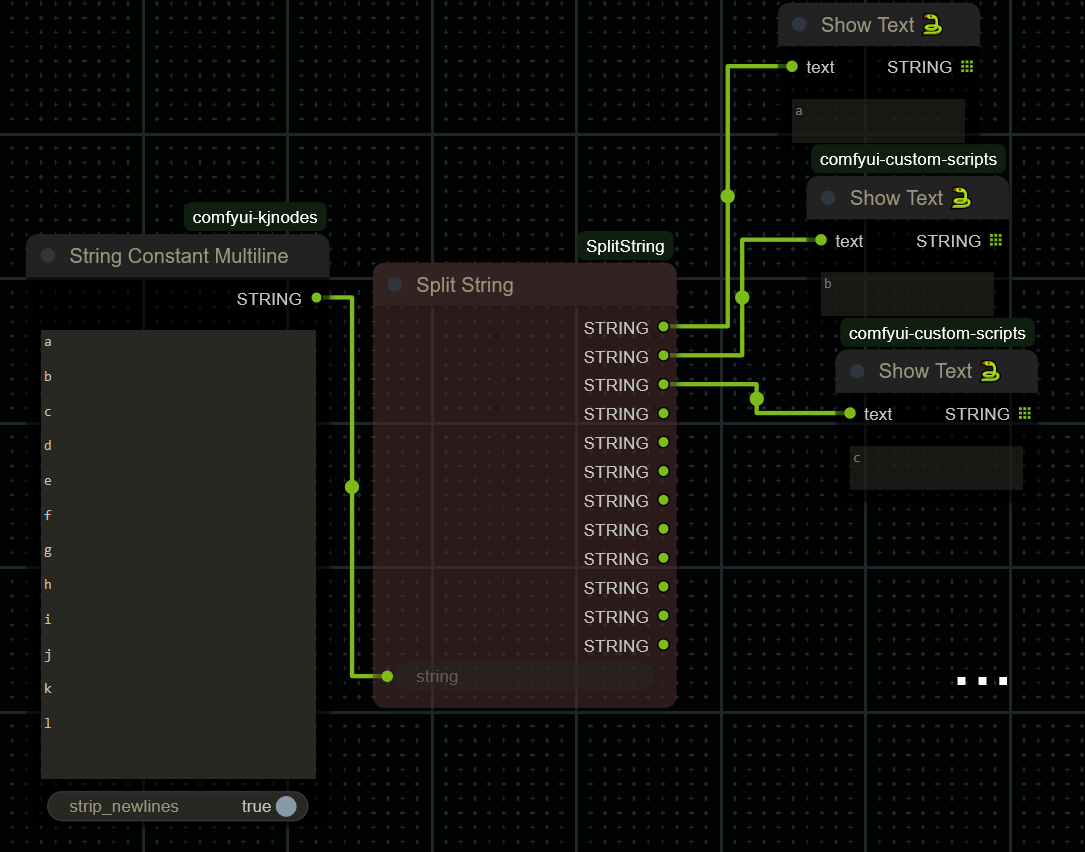 comfyui-kjnodes
String Constant Multiline
STRING
a
b
c
d
e
f
g
h
i
j
k
l
strip_newlines true
SplitString
Split String
STRING
STRING
STRING
STRING
STRING
STRING
STRING
STRING
STRING
STRING
STRING
STRING
string
Show Text
text STRING
a
comfyui-custom-scripts
Show Text
text STRING
b
comfyui-custom-scripts
Show Text
text STRING
c
...